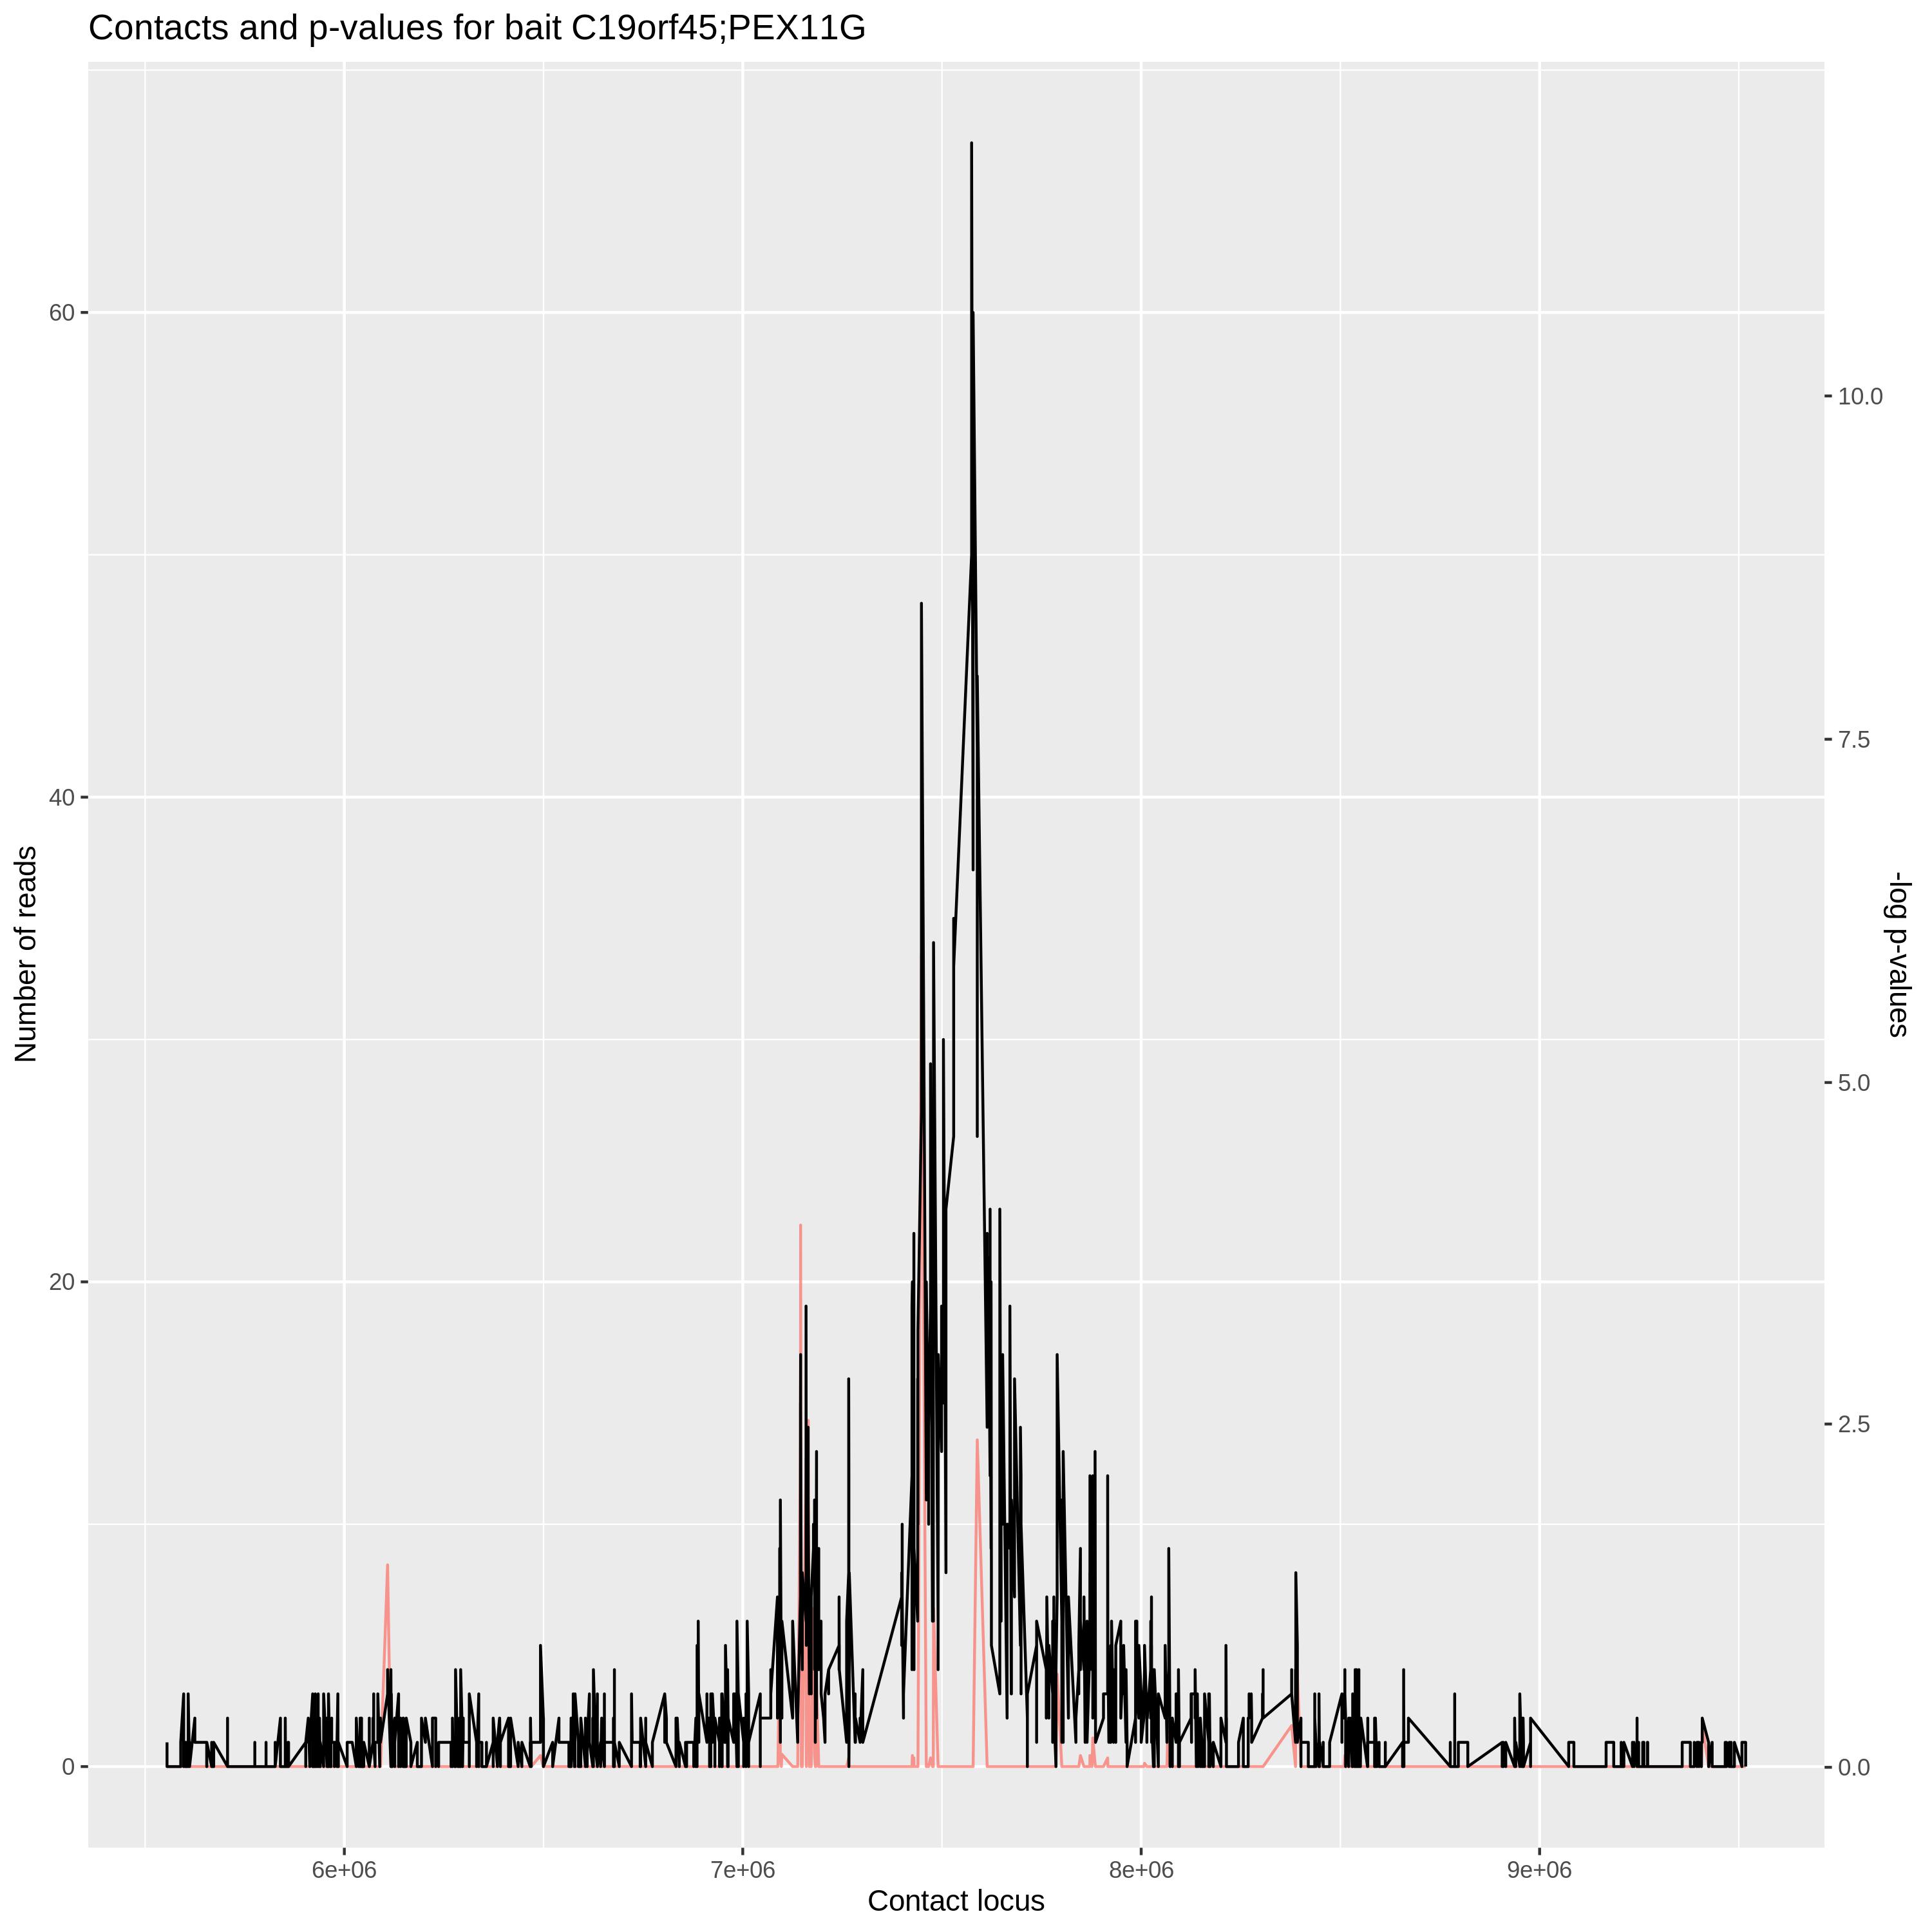 Contacts and p-values for bait C19orf45;PEX11G
60
40
20
0
Number of reads
10.0
7.5
5.0
2.5
0.0
-log p-values
6e+06 7e+06 8e+06 9e+06
Contact locus